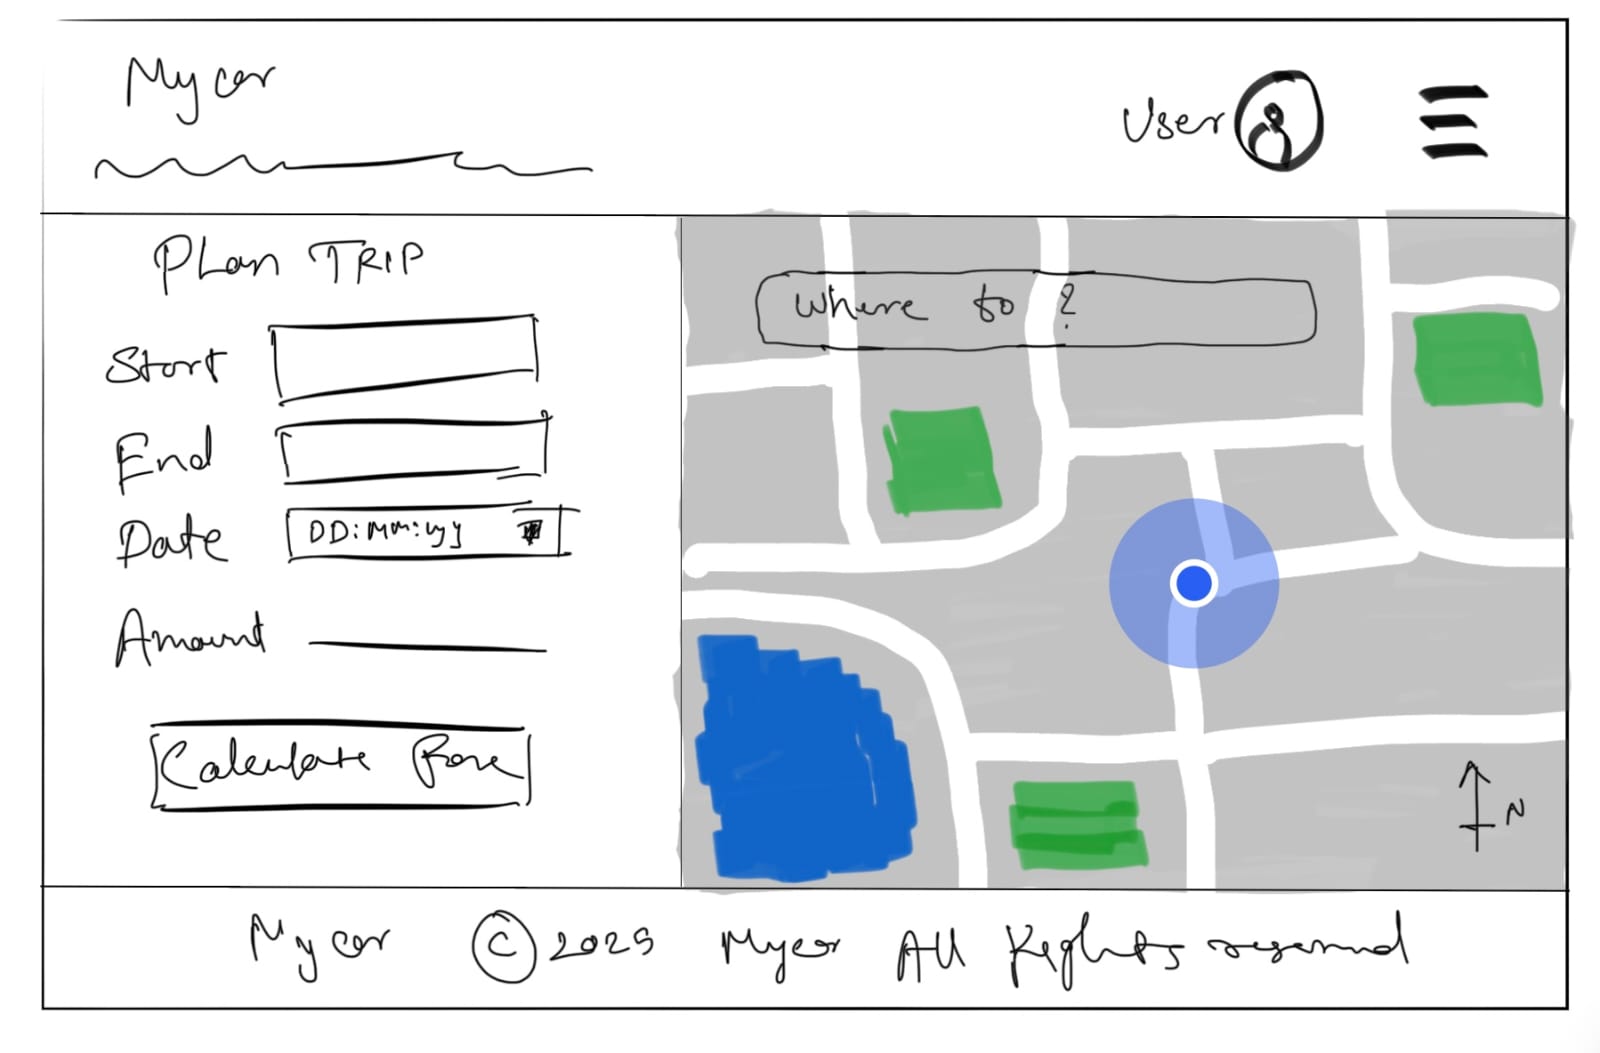 My car
User
Plan TRIP
Where to ?
Start
End
Date DD:MM:yy
Amount
Calculate Fare
N
My car © 2025 Mycar All Rights reserved